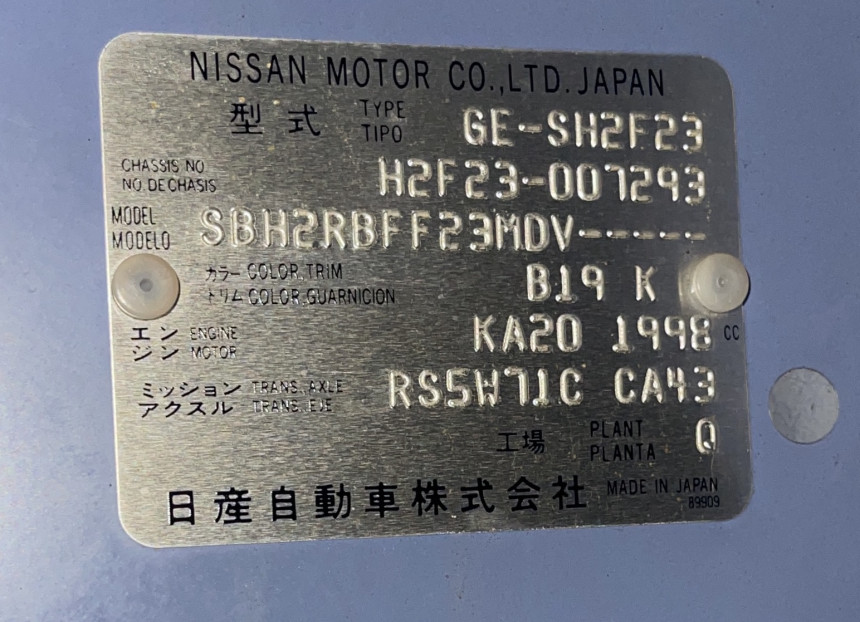 NISSAN MOTOR CO.,LTD. JAPAN
型式 TYPE TIPO GE-SH2F23
CHASSIS NO NO DE CHASIS H2F23-007293
MODEL MODELO SBH2RBFF23MDV-----
カラー COLOR,TRIM トリム COLOR,GUARNICION B19 K
エンジン ENGINE MOTOR KA20 1998 CC
ミッション アクスル TRANS.,AXLE TRANS.,EJE RS5W71C CA43
工場 PLANT PLANTA Q
日産自動車株式会社 MADE IN JAPAN
89909